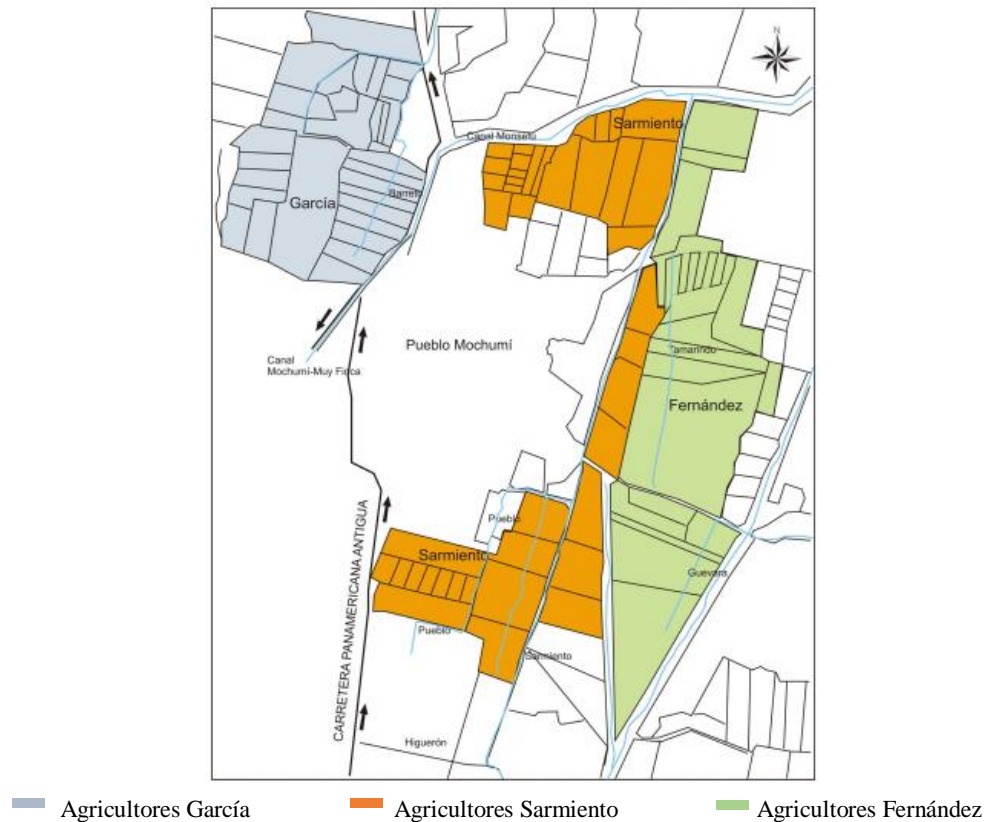 N
Canal Monsefú
Sarmiento
Barreto
García
Pueblo Mochumí
Canal
Mochumí-Muy Finca
Tamarindo
Fernández
Pueblo
Sarmiento
Guevara
CARRETERA PANAMERICANA ANTIGUA
Pueblo
Sarmiento
Higuerón
Agricultores García
Agricultores Sarmiento
Agricultores Fernández